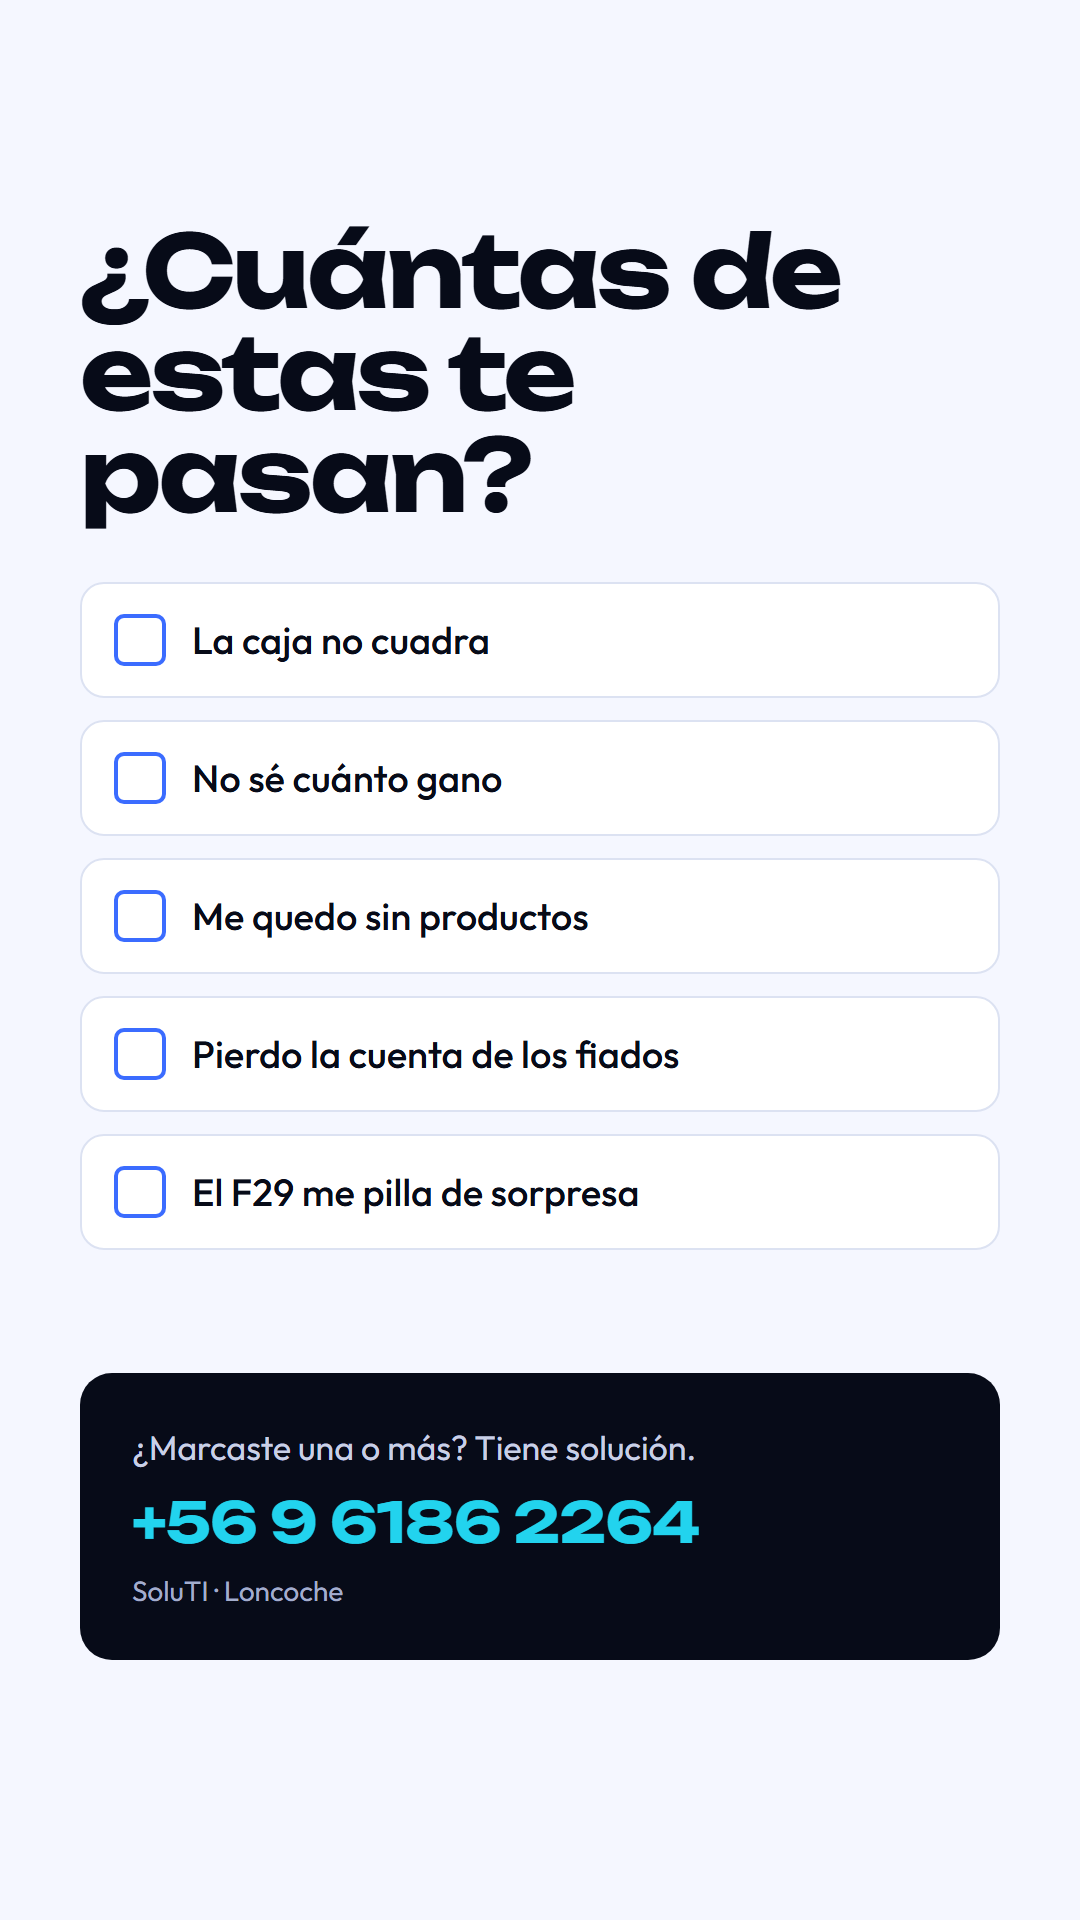 ¿Cuántas de
estas te
pasan?
La caja no cuadra
No sé cuánto gano
Me quedo sin productos
Pierdo la cuenta de los fiados
El F29 me pilla de sorpresa
¿Marcaste una o más? Tiene solución.
+56 9 6186 2264
SoluTI · Loncoche